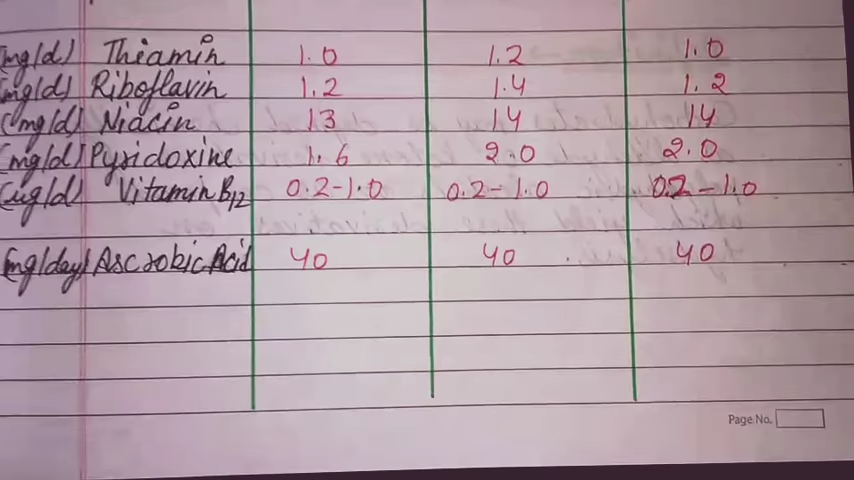 (mg/d) Thiamin 1.0 1.2 1.0
(mg/d) Riboflavin 1.2 1.4 1.2
(mg/d) Niacin 13 14 14
(mg/d) Pyridoxine 1.6 2.0 2.0
(ug/d) Vitamin B12 0.2-1.0 0.2-1.0 0.2-1.0
(mg/day) Ascrobic Acid 40 40 40
Page No.